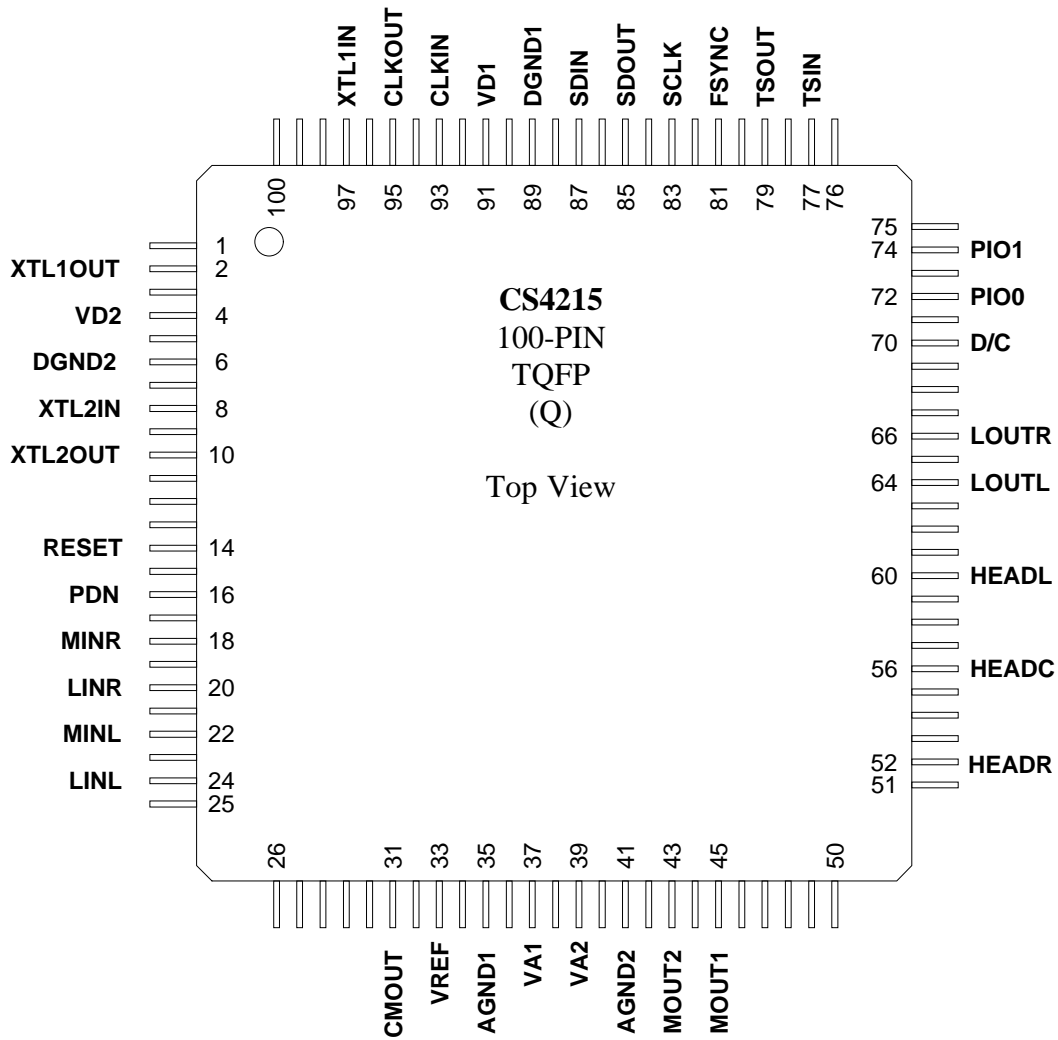 XTL1IN
CLKOUT
CLKIN
VD1
DGND1
SDIN
SDOUT
SCLK
FSYNC
TSOUT
TSIN
100
97
95
93
91
89
87
85
83
81
79
77
76
1
XTL1OUT 2
VD2 4
DGND2 6
XTL2IN 8
XTL2OUT 10
RESET 14
PDN 16
MINR 18
LINR 20
MINL 22
LINL 24
25
CS4215
100-PIN
TQFP
(Q)
Top View
75
74 PIO1
72 PIO0
70 D/C
66 LOUTR
64 LOUTL
60 HEADL
56 HEADC
52 HEADR
51
26
31
33
35
37
39
41
43
45
50
CMOUT
VREF
AGND1
VA1
VA2
AGND2
MOUT2
MOUT1